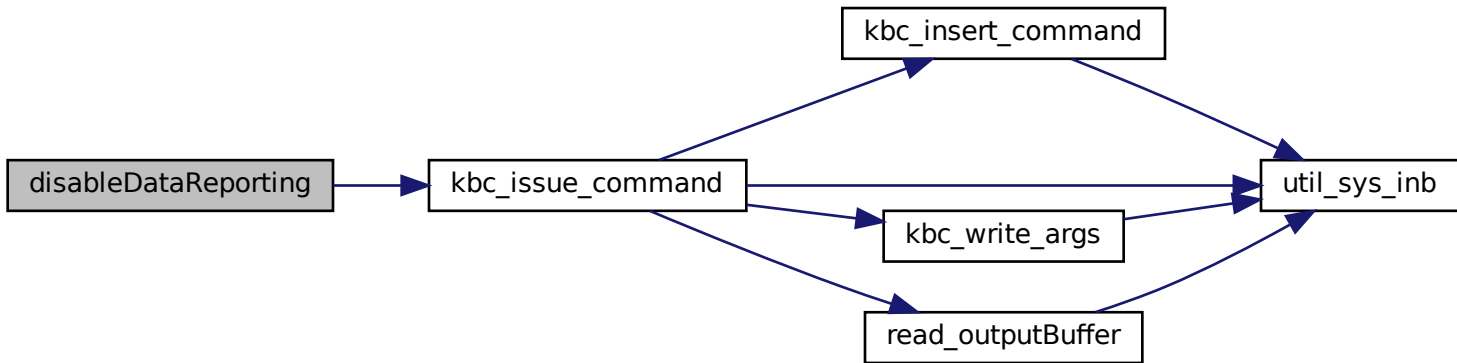 disableDataReporting
kbc_issue_command
kbc_insert_command
util_sys_inb
kbc_write_args
read_outputBuffer